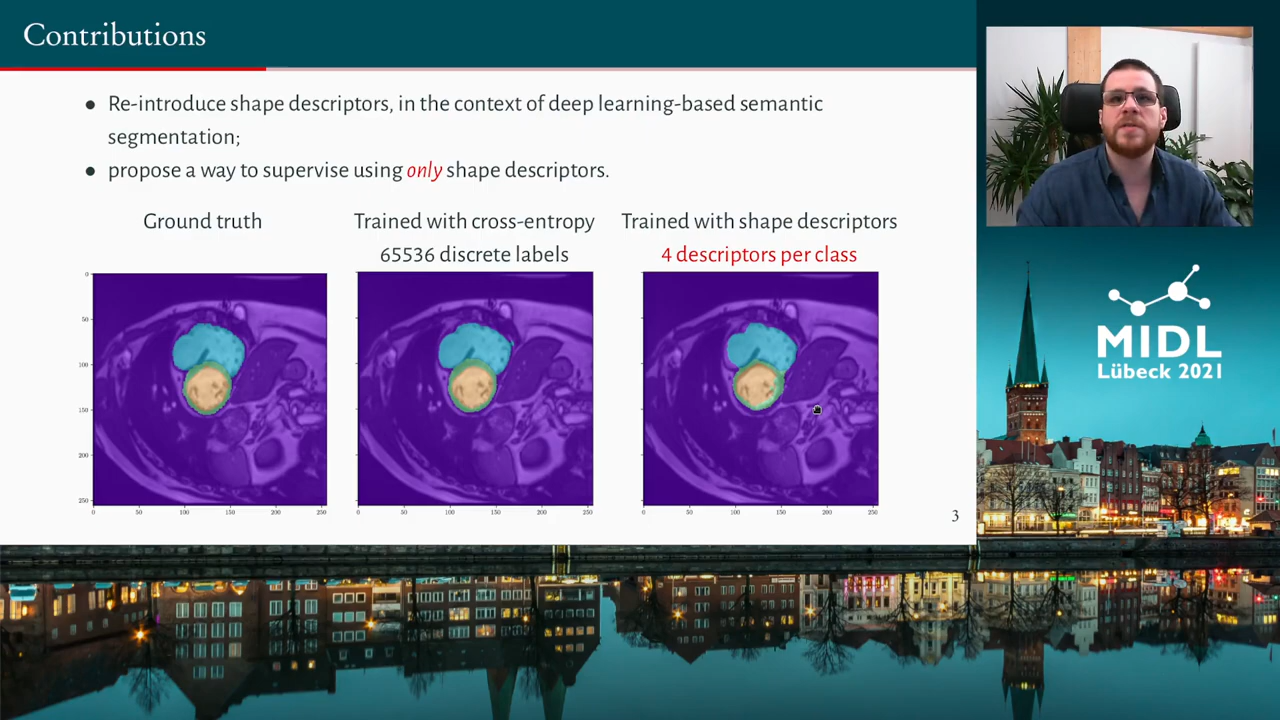 Contributions
● Re-introduce shape descriptors, in the context of deep learning-based semantic
segmentation;
● propose a way to supervise using only shape descriptors.
Ground truth
Trained with cross-entropy
65536 discrete labels
Trained with shape descriptors
4 descriptors per class
0
50
100
150
200
250
0 50 100 150 200 250
0 50 100 150 200 250
0 50 100 150 200 250
3
MIDL
Lübeck 2021